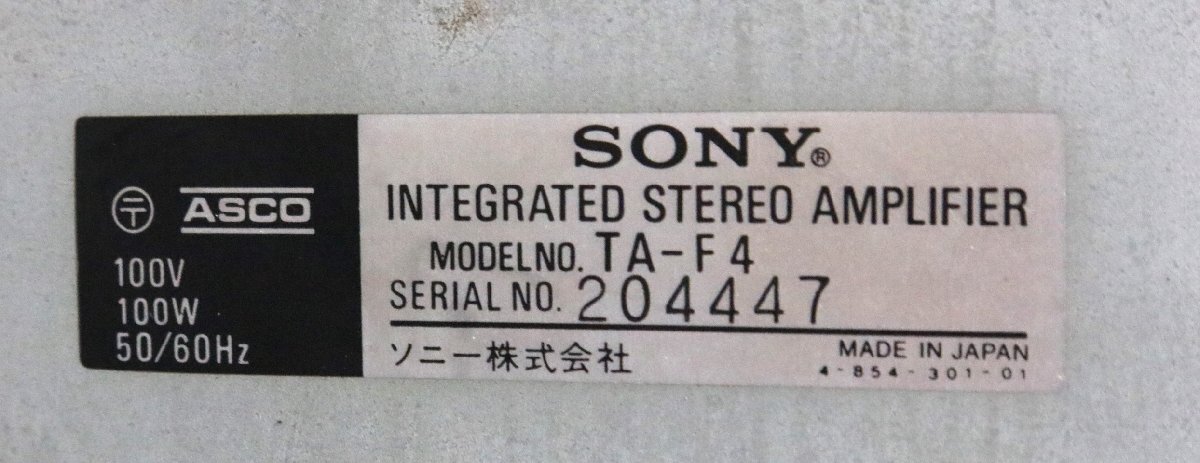 〒 ASCO
100V
100W
50/60Hz
SONY®
INTEGRATED STEREO AMPLIFIER
MODEL NO. TA-F4
SERIAL NO. 204447
ソニー株式会社
MADE IN JAPAN
4-854-301-01